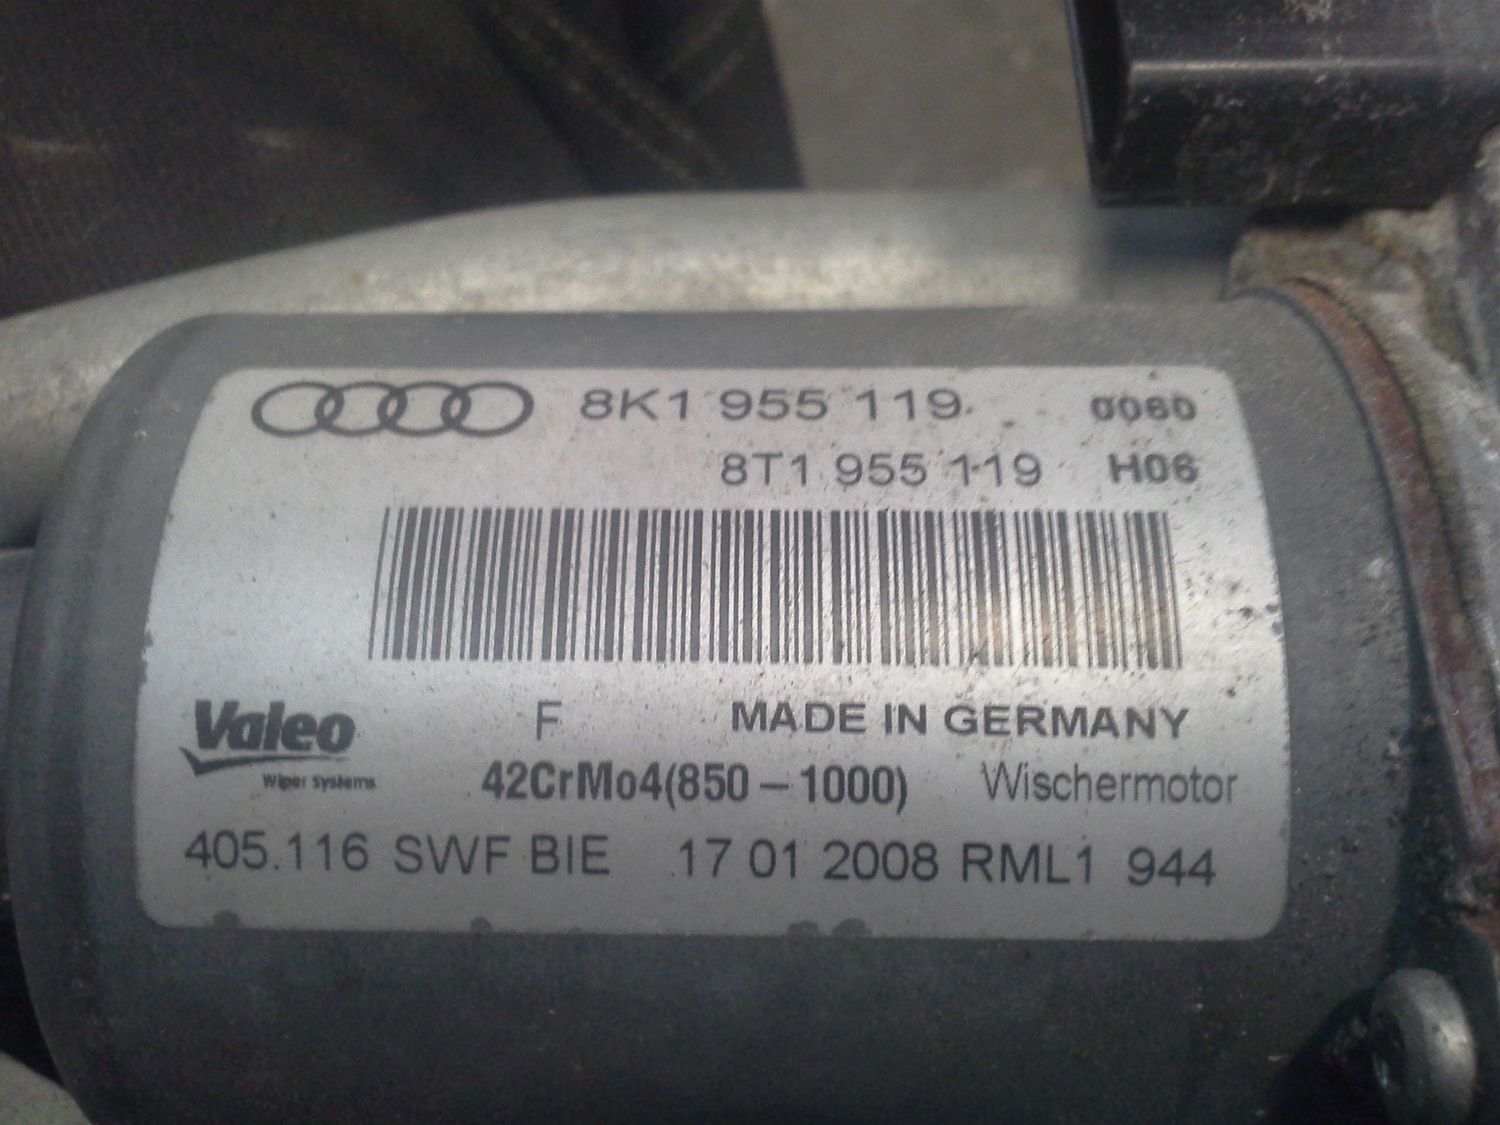 8K1 955 119 0060
8T1 955 119 H06
Valeo F MADE IN GERMANY
Wiper Systems 42CrMo4(850-1000) Wischermotor
405.116 SWF BIE 17 01 2008 RML1 944